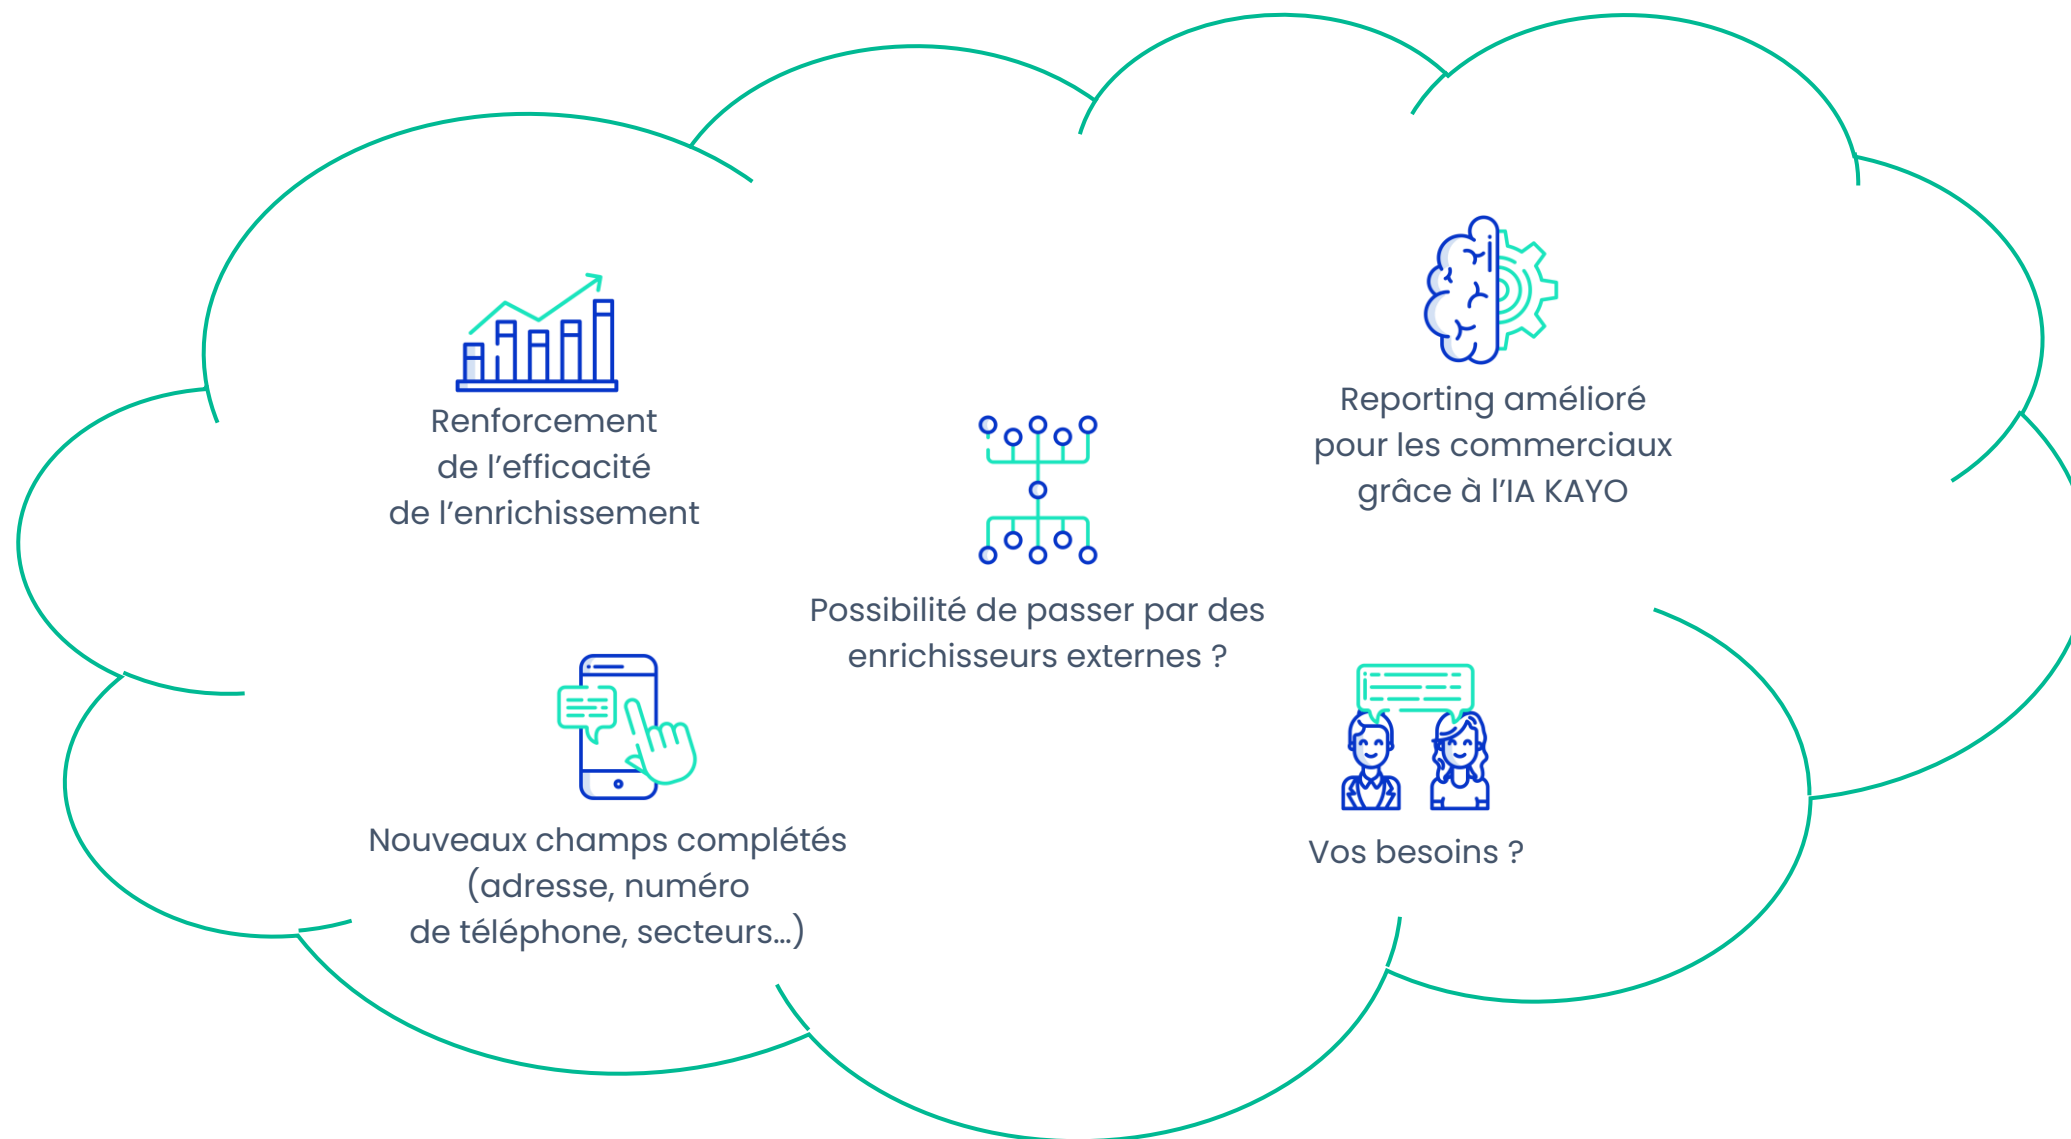 Renforcement
de l’efficacité
de l’enrichissement
Reporting amélioré
pour les commerciaux
grâce à l’IA KAYO
Possibilité de passer par des
enrichisseurs externes ?
Nouveaux champs complétés
(adresse, numéro
de téléphone, secteurs...)
Vos besoins ?